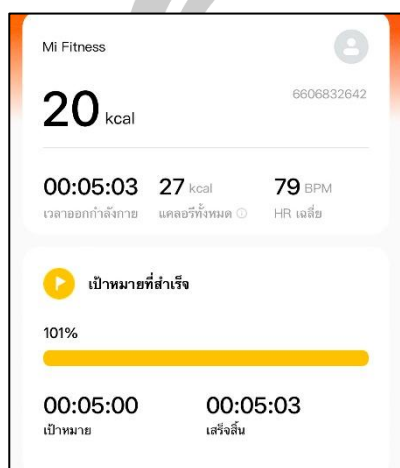 Mi Fitness
20 kcal
6606832642
00:05:03 27 kcal 79 BPM
เวลาออกกำลังกาย แคลอรีทั้งหมด HR เฉลี่ย
เป้าหมายที่สำเร็จ
101%
00:05:00 00:05:03
เป้าหมาย เสร็จสิ้น